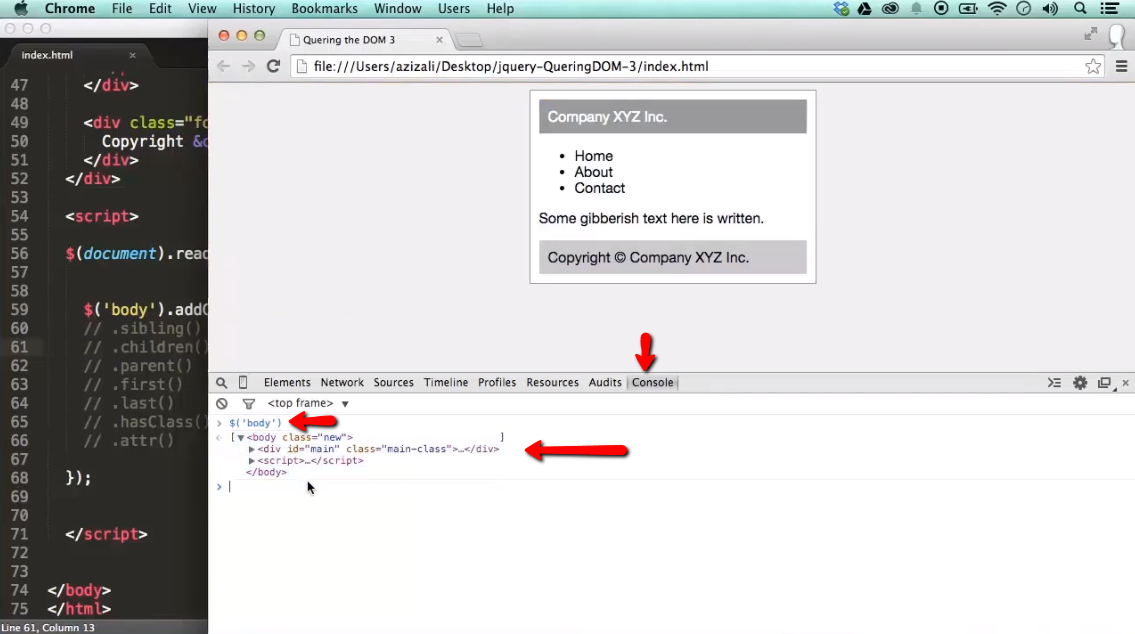 Chrome File Edit View History Bookmarks Window Users Help
index.html ×
47 </div>
48
49 <div class="fo
50 Copyright &c
51 </div>
52 </div>
53
54 <script>
55
56 $(document).read
57
58
59 $('body').addC
60 // .sibling()
61 // .children()
62 // .parent()
63 // .first()
64 // .last()
65 // .hasClass()
66 // .attr()
68 });
69
70
71 </script>
72
73
74 </body>
75 </html>
Line 61, Column 13
Quering the DOM 3 ×
file:///Users/azizali/Desktop/jquery-QueringDOM-3/index.html
Company XYZ Inc.
• Home
• About
• Contact
Some gibberish text here is written.
Copyright © Company XYZ Inc.
Elements Network Sources Timeline Profiles Resources Audits Console
<top frame> ▼
> $('body')
[▼<body class="new"> ]
▶<div id="main" class="main-class">…</div>
▶<script>…</script>
</body>
>